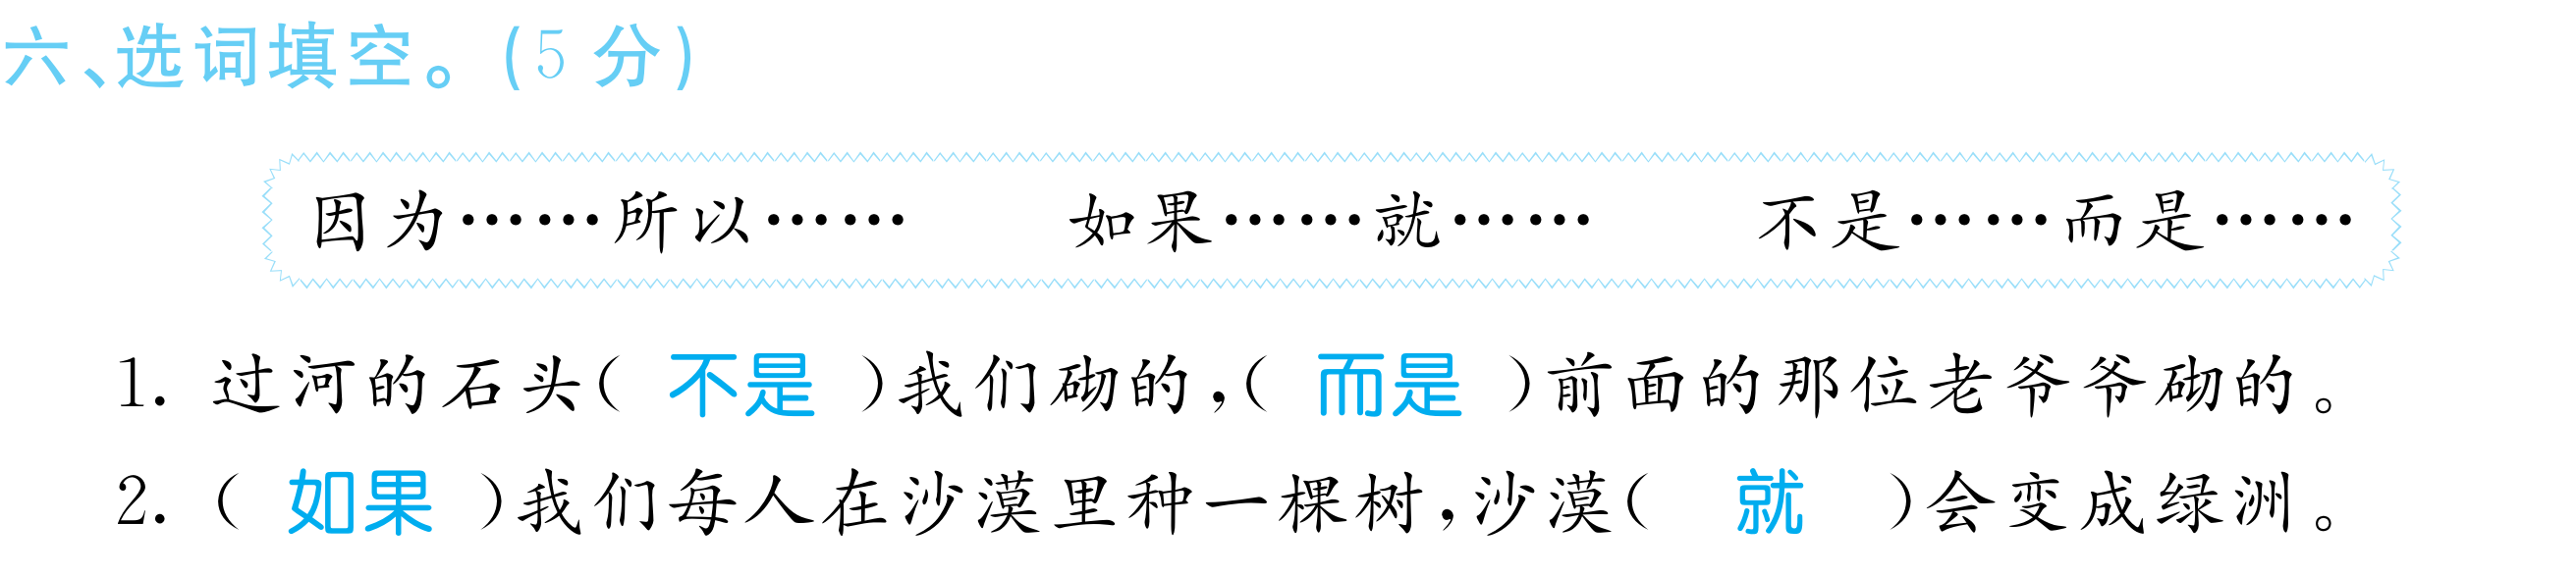 六、选词填空。(5 分)
因为……所以…… 如果……就…… 不是……而是……
1. 过河的石头( 不是 )我们砌的,( 而是 )前面的那位老爷爷砌的。
2. ( 如果 )我们每人在沙漠里种一棵树,沙漠( 就 )会变成绿洲。